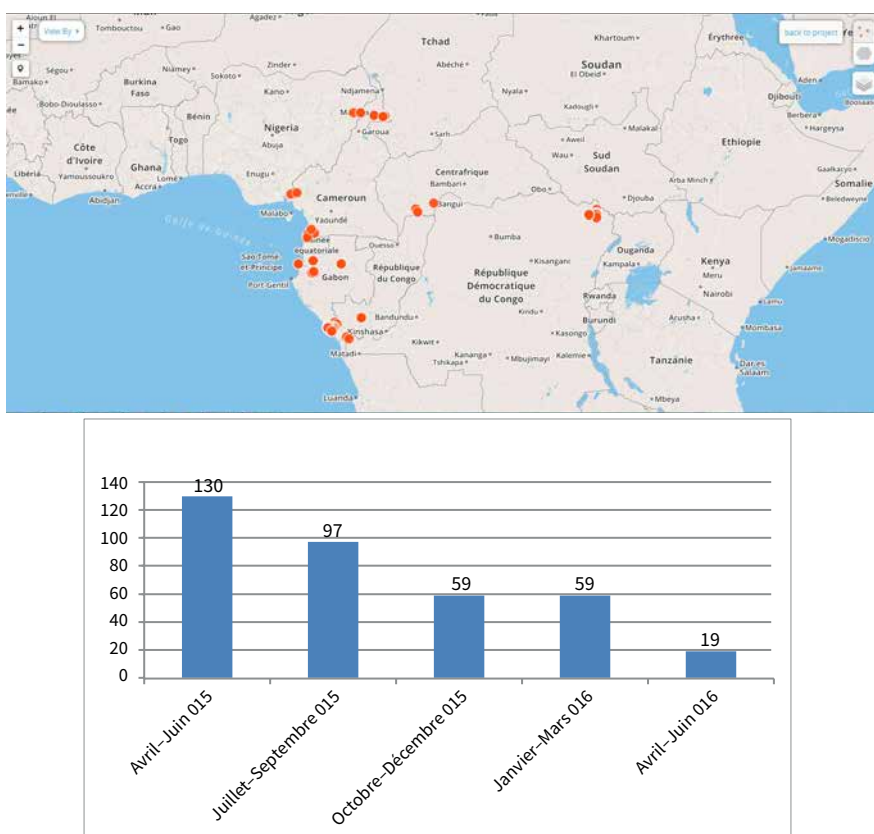 Tombouctou
Gao
Agadez
Tchad
Khartoum
Érythrée
View By
back to project
Ségou
Bamako
Niamey
Zinder
Sokoto
Abéché
Soudan
El Obeid
Aden
Burkina
Faso
Kano
Ndjamena
Nyala
Djibouti
Bobo-Dioulasso
Bénin
Kadougli
Berbera
Nigeria
Abuja
Garoua
Sarh
Malakal
Hargeysa
Togo
Aweil
Côte
d'Ivoire
Yamoussoukro
Ghana
Accra
Lomé
Enugu
Wau
Sud
Soudan
Éthiopie
Libéria
Abidjan
Centrafrique
Bambari
Obo
Arba Minch
Gaalkacyo
Somalie
Cameroun
Malabo
Yaoundé
Bangui
Djouba
Beledweyne
Golfe de Guinée
Guinée
équatoriale
Ouesso
Bumba
Mogadiscio
Sao Tomé
et Principe
République
du Congo
Kisangani
Ouganda
Kampala
Kenya
Meru
Jamaame
Port-Gentil
Gabon
République
Démocratique
du Congo
Nairobi
Rwanda
Lamu
Bandundu
Kindu
Burundi
Kinshasa
Kasongo
Arusha
Mombasa
Matadi
Kikwit
Kananga
Tshikapa
Mbujimayi
Kalemie
Tanzanie
Dar es
Salaam
Luanda
Mbeya
140
120
100
80
60
40
20
0
130
97
59
59
19
Avril–Juin 015
Juillet–Septembre 015
Octobre–Décembre 015
Janvier–Mars 016
Avril–Juin 016